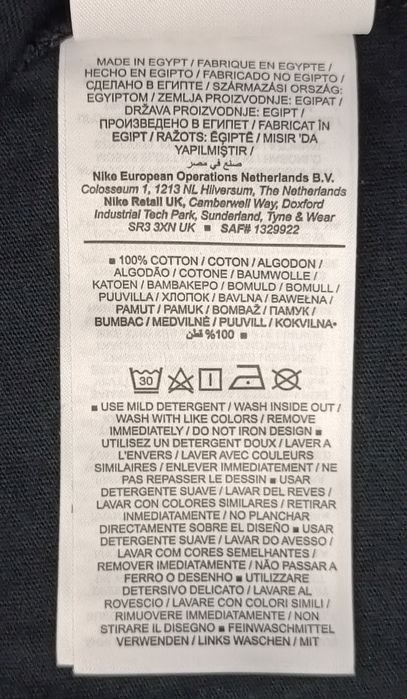 MADE IN EGYPT / FABRIQUE EN EGYPTE /
HECHO EN EGIPTO / FABRICADO NO EGIPTO /
СДЕЛАНО В ЕГИПТЕ / SZÁRMAZÁSI ORSZÁG:
EGYIPTOM / ZEMLJA PROIZVODNJE: EGIPAT /
DRŽAVA PROIZVODNJE: EGIPT /
ПРОИЗВЕДЕНО В ЕГИПЕТ / FABRICAT ÎN
EGIPT / RAŽOTS: ĒĢIPTĒ / MISIR 'DA
YAPILMIŞTIR /
صنع في مصر
Nike European Operations Netherlands B.V.
Colosseum 1, 1213 NL Hilversum, The Netherlands
Nike Retail UK, Camberwell Way, Doxford
Industrial Tech Park, Sunderland, Tyne & Wear
SR3 3XN UK ■ SAF# 1329922
■ 100% COTTON / COTON / ALGODON /
ALGODÃO / COTONE / BAUMWOLLE /
KATOEN / BAMBAKEPO / BOMULD / BOMULL /
PUUVILLA / ХЛОПОК / BAVLNA / BAWEŁNA /
PAMUT / PAMUK / BOMBAŽ / ПАМУК /
BUMBAC / MEDVILNĖ / PUUVILL / KOKVILNA•
100% قطن ■
30
■ USE MILD DETERGENT / WASH INSIDE OUT /
WASH WITH LIKE COLORS / REMOVE
IMMEDIATELY / DO NOT IRON DESIGN ■
UTILISEZ UN DETERGENT DOUX / LAVER A
L'ENVERS / LAVER AVEC COULEURS
SIMILAIRES / ENLEVER IMMEDIATEMENT / NE
PAS REPASSER LE DESSIN ■ USAR
DETERGENTE SUAVE / LAVAR DEL REVES /
LAVAR CON COLORES SIMILARES / RETIRAR
INMEDIATAMENTE / NO PLANCHAR
DIRECTAMENTE SOBRE EL DISEÑO ■ USAR
DETERGENTE SUAVE / LAVAR DO AVESSO /
LAVAR COM CORES SEMELHANTES /
REMOVER IMEDIATAMENTE / NÃO PASSAR A
FERRO O DESENHO ■ UTILIZZARE
DETERSIVO DELICATO / LAVARE AL
ROVESCIO / LAVARE CON COLORI SIMILI /
RIMUOVERE IMMEDIATAMENTE / NON
STIRARE IL DISEGNO ■ FEINWASCHMITTEL
VERWENDEN / LINKS WASCHEN / MIT